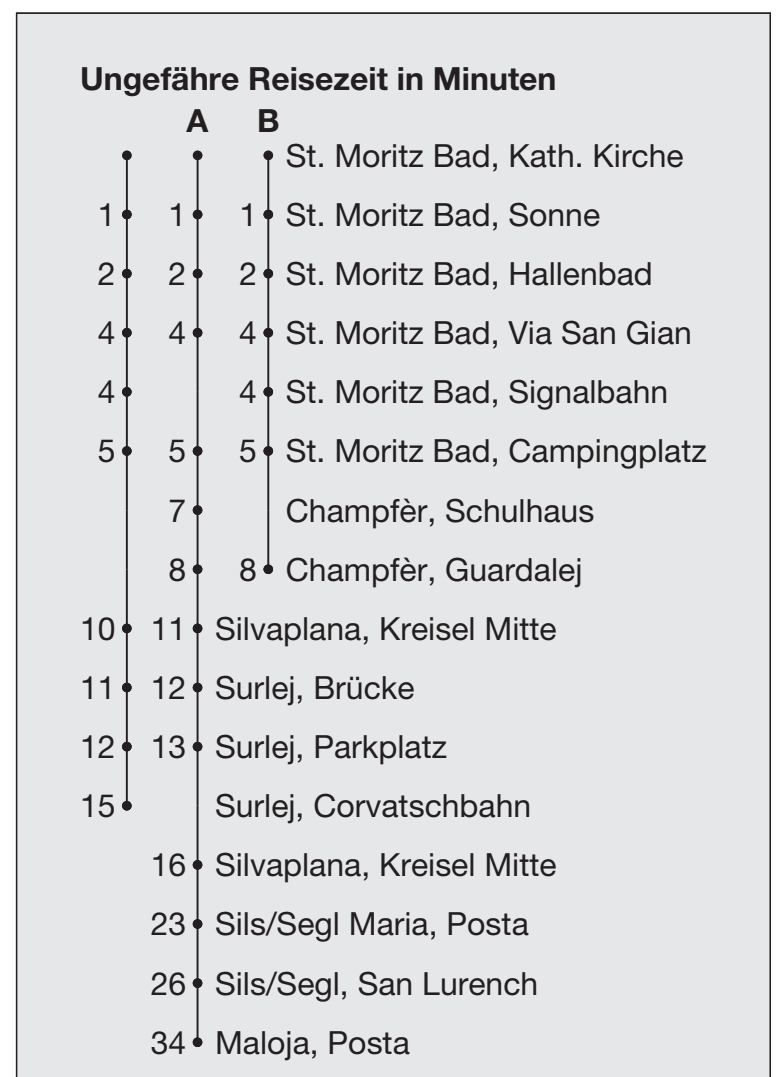 Ungefähre Reisezeit in Minuten
A B
St. Moritz Bad, Kath. Kirche
1 1 1 St. Moritz Bad, Sonne
2 2 2 St. Moritz Bad, Hallenbad
4 4 4 St. Moritz Bad, Via San Gian
4 4 St. Moritz Bad, Signalbahn
5 5 5 St. Moritz Bad, Campingplatz
7 Champfèr, Schulhaus
8 8 Champfèr, Guardalej
10 11 Silvaplana, Kreisel Mitte
11 12 Surlej, Brücke
12 13 Surlej, Parkplatz
15 Surlej, Corvatschbahn
16 Silvaplana, Kreisel Mitte
23 Sils/Segl Maria, Posta
26 Sils/Segl, San Lurench
34 Maloja, Posta